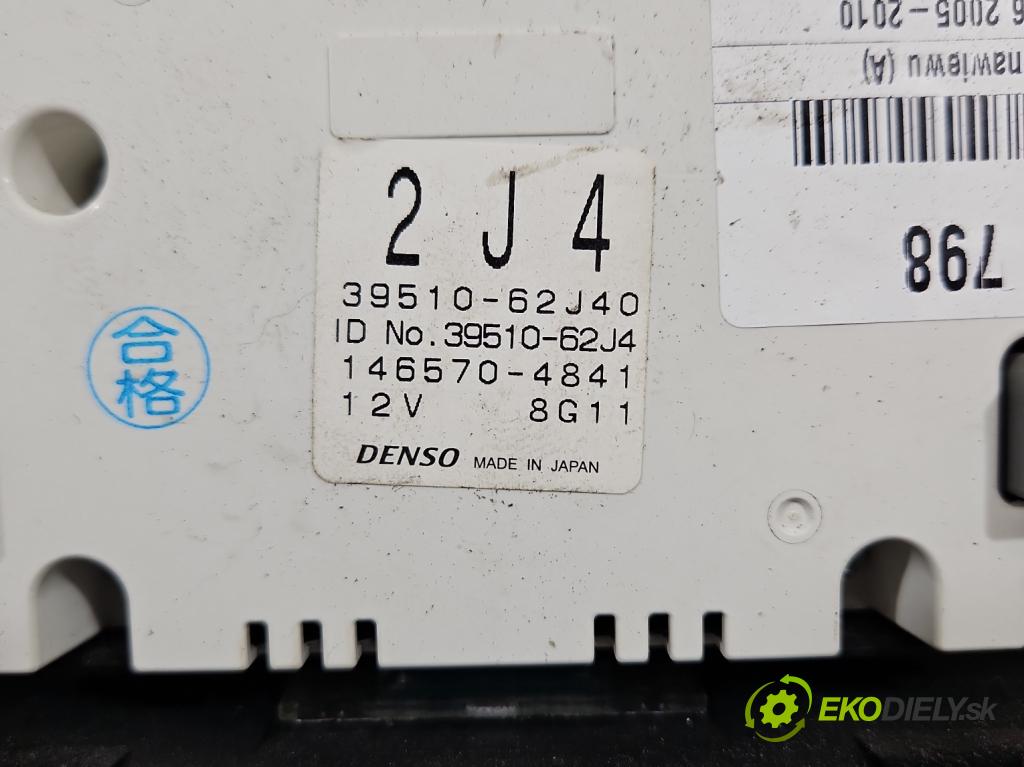 2 J 4
39510-62J40
ID No.39510-62J4
146570-4841
12V 8G11
DENSO MADE IN JAPAN
合格
798
nawiewu (A)
6 2005-2010
EKODIELY.sk